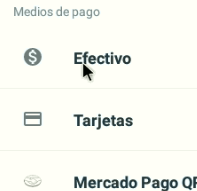 Medios de pago
Efectivo
Tarjetas
Mercado Pago QR